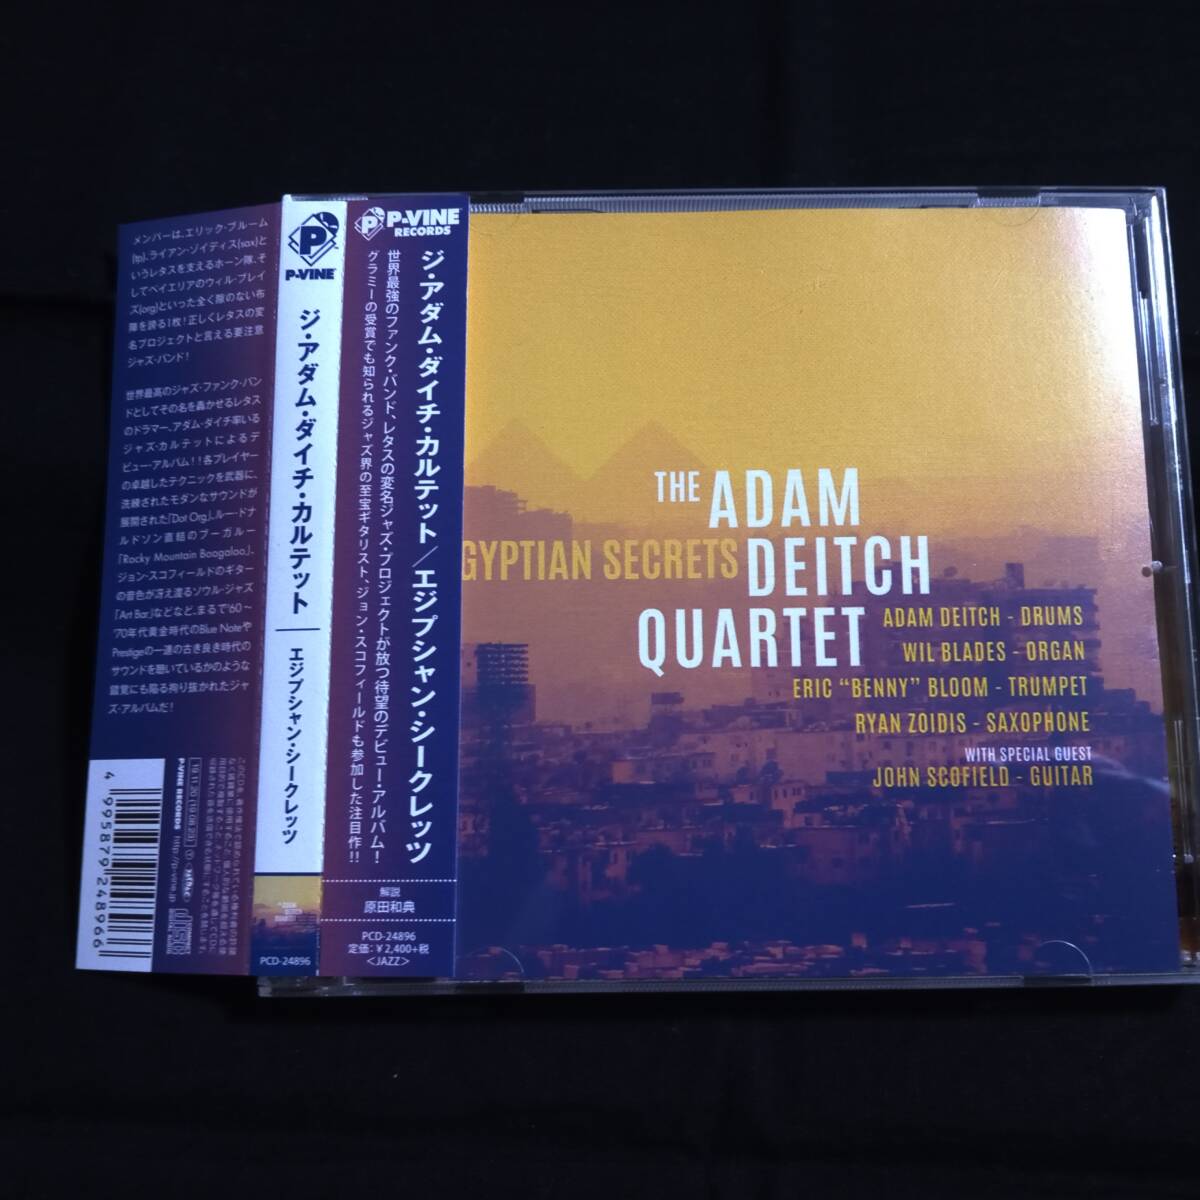 メンバーは、エリック・ブルーム
(tp)、ライアン・ゾイディス(sax)と
いうレタスを支えるホーン隊、そ
してベイエリアのウィル・ブレイ
ズ(org)といった全く隙のない布
陣を誇る1枚!正しくレタスの変
名プロジェクトと言える要注意
ジャズ・バンド!
世界最高のジャズ・ファンク・バン
ドとしてその名を轟かせるレタス
のドラマー、アダム・ダイチ率いる
ジャズ・カルテットによるデ
ビュー・アルバム!!各プレイヤー
の卓越したテクニックを武器に、
洗練されたモダンなサウンドが
展開された「Dot Org」、ルー・ドナ
ルドソン直結のブーガルー
「Rocky Mountain Boogaloo」、
ジョン・スコフィールドのギター
の音色が冴え渡るソウル・ジャズ
「Art Bar」などなど、まるで'60～
'70年代黄金時代のBlue Noteや
Prestigeの一連の古き良き時代の
サウンドを聴いているかのような
錯覚にも陥る拘り抜かれたジャ
ズ・アルバムだ!
4 995879 248966
P-VINE RECORDS http://p-vine.jp
P
P-VINE
ジ・アダム・ダイチ・カルテット
エジプシャン・シークレッツ
PCD-24896
P-VINE
RECORDS
ジ・アダム・ダイチ・カルテット/エジプシャン・シークレッツ
世界最強のファンク・バンド、レタスの変名ジャズ・プロジェクトが放つ待望のデビュー・アルバム!
グラミーの受賞でも知られるジャズ界の至宝ギタリスト、ジョン・スコフィールドも参加した注目作!!
解説
原田和典
PCD-24896
定価:¥2,400+税
<JAZZ>
THE ADAM
GYPTIAN SECRETS DEITCH
QUARTET
ADAM DEITCH - DRUMS
WIL BLADES - ORGAN
ERIC “BENNY” BLOOM - TRUMPET
RYAN ZOIDIS - SAXOPHONE
WITH SPECIAL GUEST
JOHN SCOFIELD - GUITAR